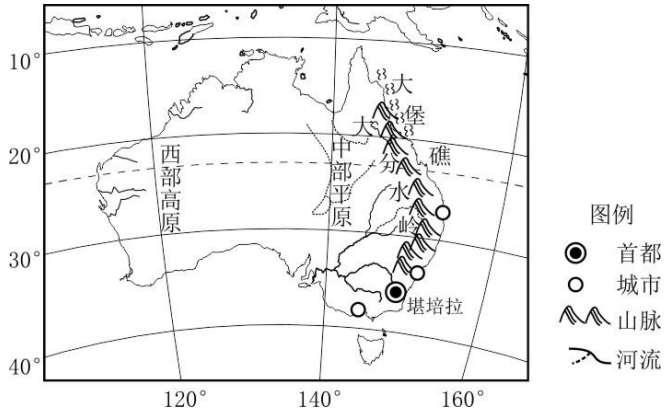 10°
20°
30°
40°
120°
140°
160°
西部高原
中部平原
大分水岭
大堡礁
堪培拉
图例
首都
城市
山脉
河流